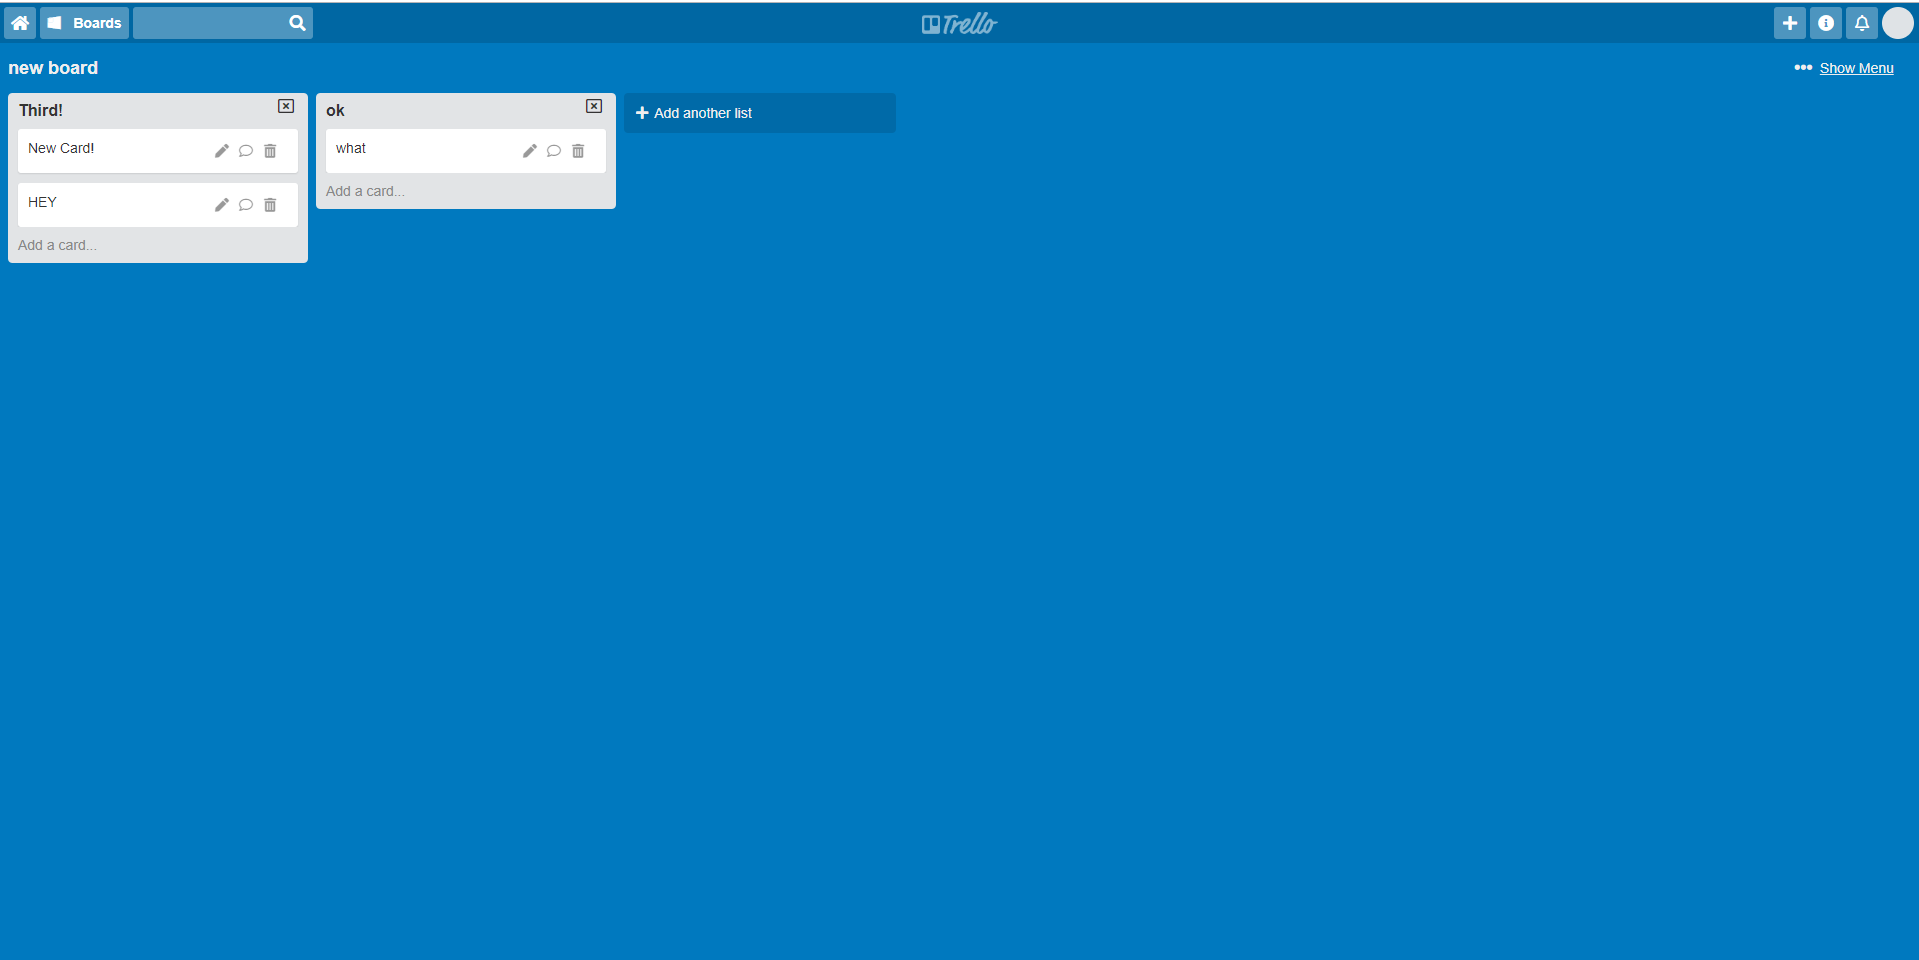 Boards
Trello
new board
Show Menu
Third!
New Card!
HEY
Add a card...
ok
what
Add a card...
Add another list